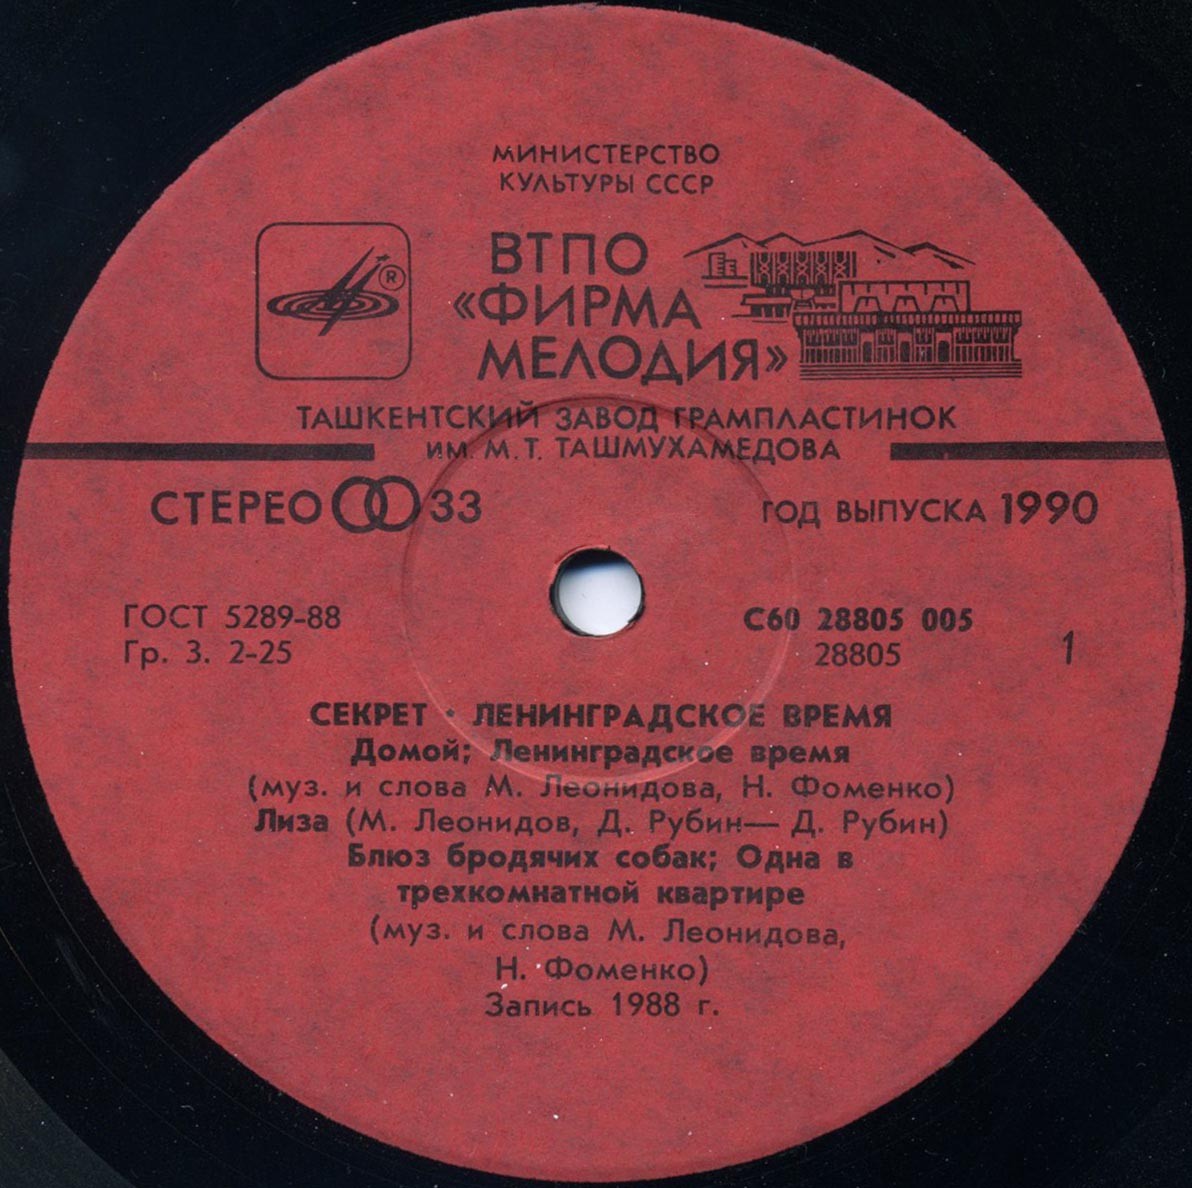 МИНИСТЕРСТВО
КУЛЬТУРЫ СССР
ВТПО
«ФИРМА
МЕЛОДИЯ»
®
ТАШКЕНТСКИЙ ЗАВОД ГРАМПЛАСТИНОК
ИМ. М. Т. ТАШМУХАМЕДОВА
СТЕРЕО 33
ГОД ВЫПУСКА 1990
ГОСТ 5289-88
Гр. 3. 2-25
С60 28805 005
28805
1
СЕКРЕТ · ЛЕНИНГРАДСКОЕ ВРЕМЯ
Домой; Ленинградское время
(муз. и слова М. Леонидова, Н. Фоменко)
Лиза (М. Леонидов, Д. Рубин— Д. Рубин)
Блюз бродячих собак; Одна в
трехкомнатной квартире
(муз. и слова М. Леонидова,
Н. Фоменко)
Запись 1988 г.